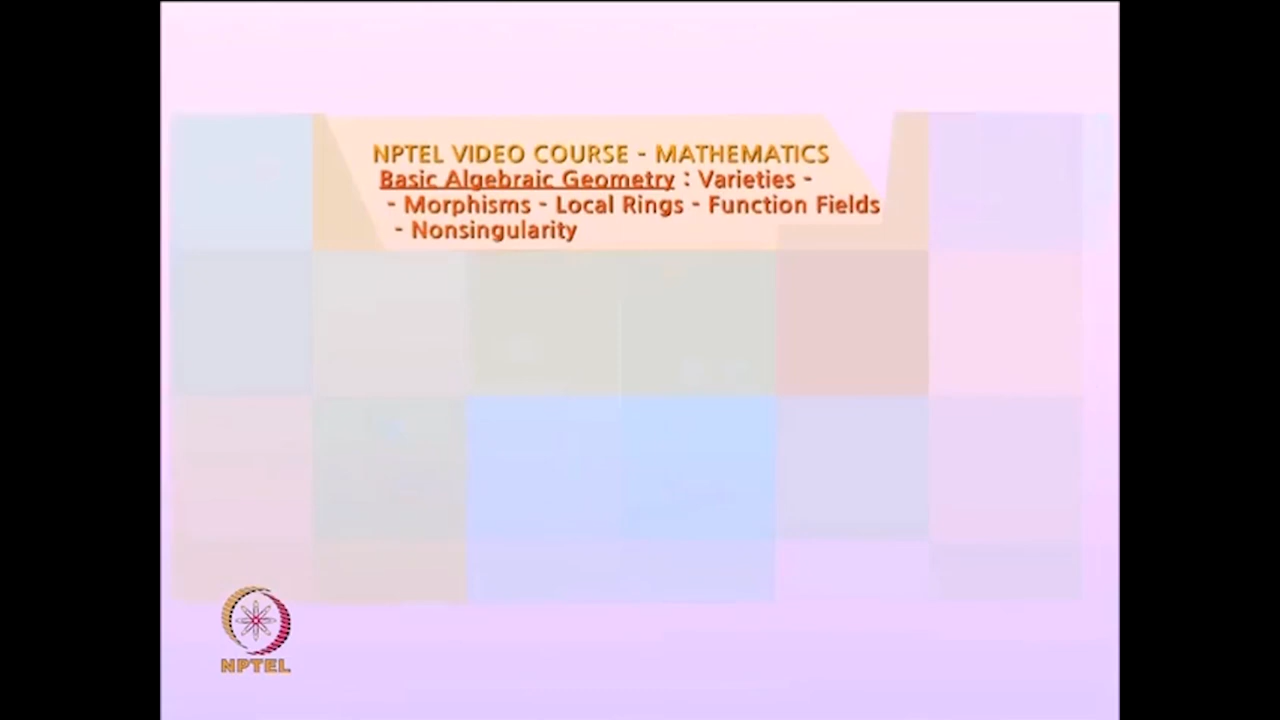 NPTEL VIDEO COURSE - MATHEMATICS
Basic Algebraic Geometry : Varieties -
- Morphisms - Local Rings - Function Fields
- Nonsingularity
NPTEL